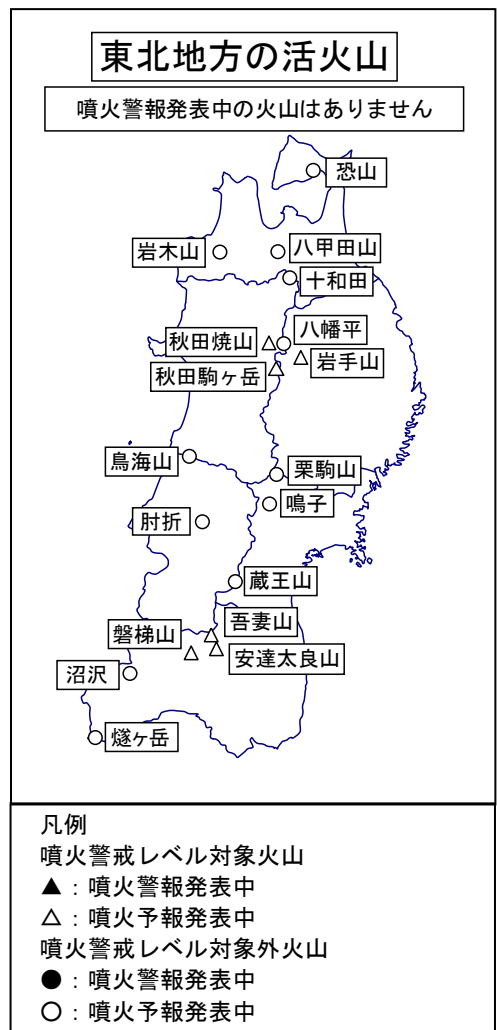 東北地方の活火山
噴火警報発表中の火山はありません
恐山
岩木山
八甲田山
十和田
八幡平
秋田焼山
岩手山
秋田駒ヶ岳
鳥海山
栗駒山
鳴子
肘折
蔵王山
吾妻山
磐梯山
安達太良山
沼沢
燧ヶ岳
凡例
噴火警戒レベル対象火山
▲：噴火警報発表中
△：噴火予報発表中
噴火警戒レベル対象外火山
●：噴火警報発表中
○：噴火予報発表中